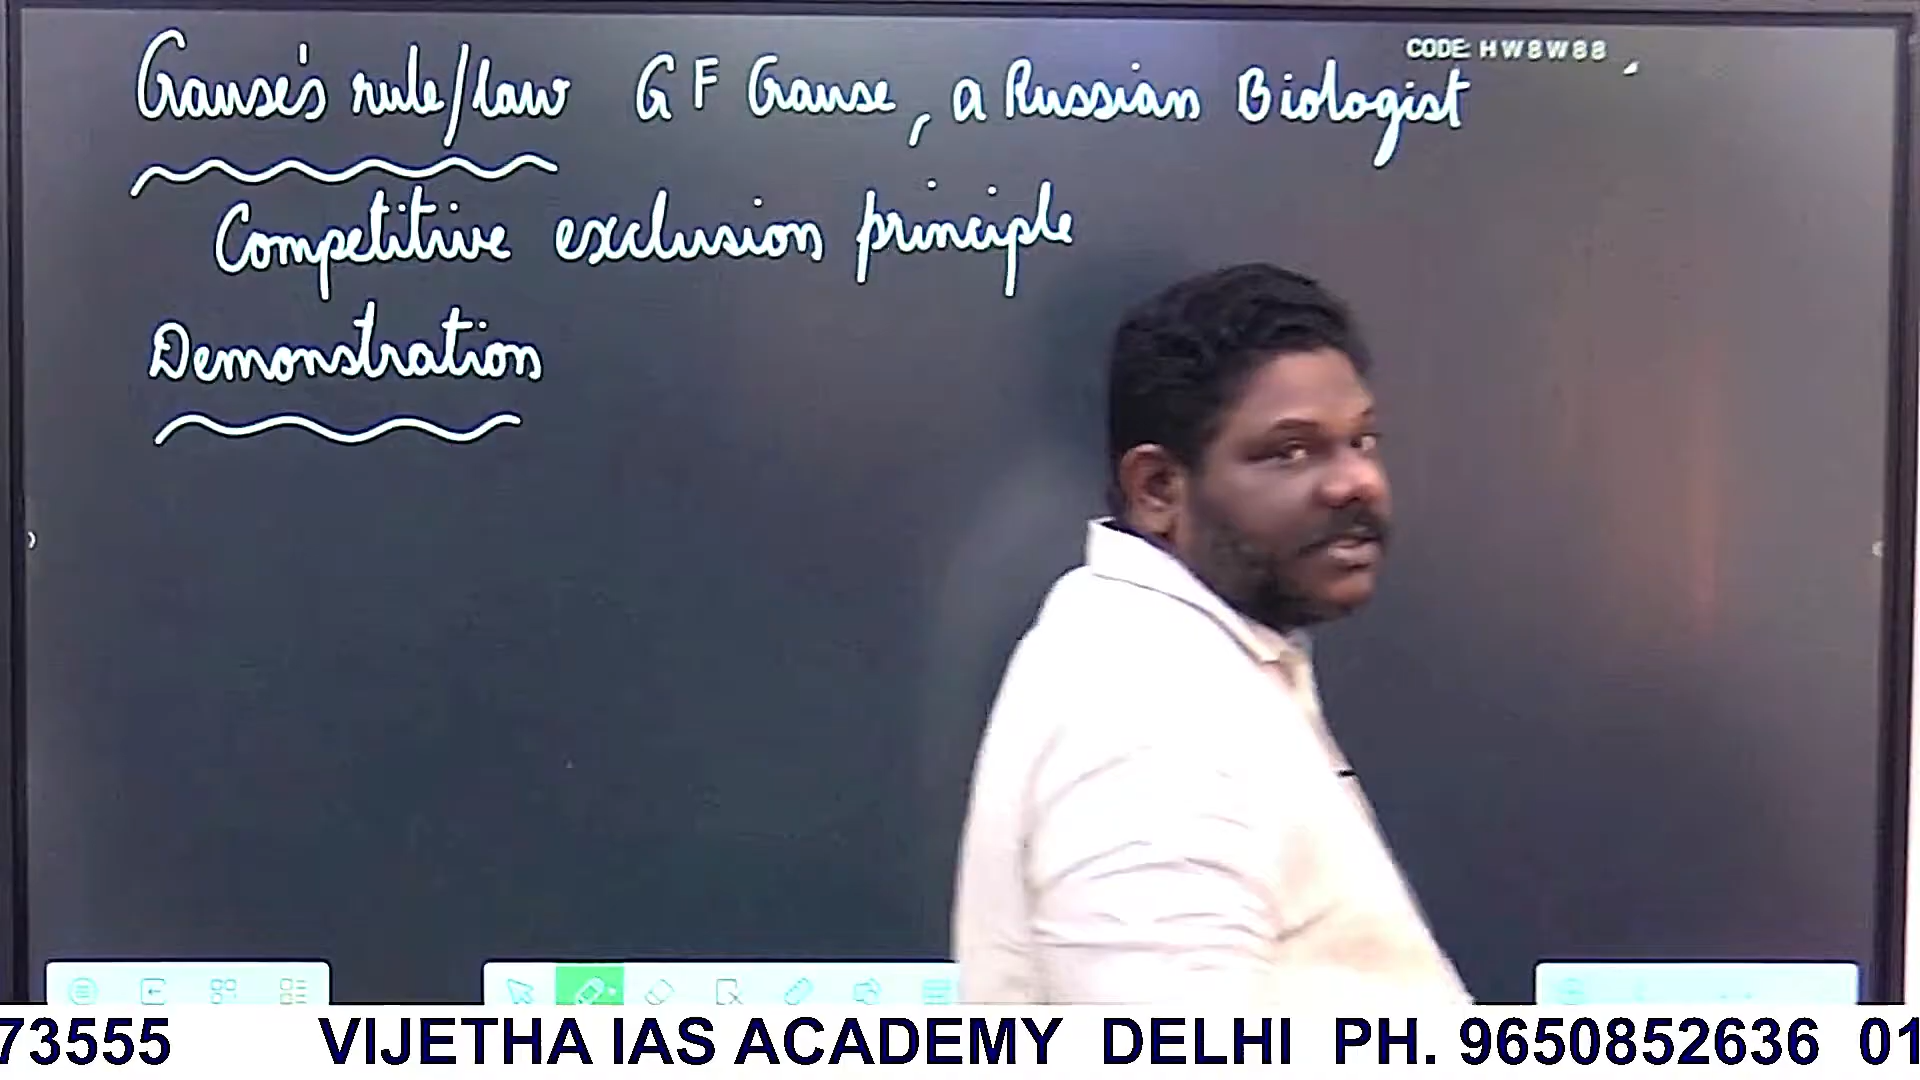 CODE: HW8W88
Gause's rule/law G F Gause, a Russian Biologist
Competitive exclusion principle
Demonstration
73555 VIJETHA IAS ACADEMY DELHI PH. 9650852636 01